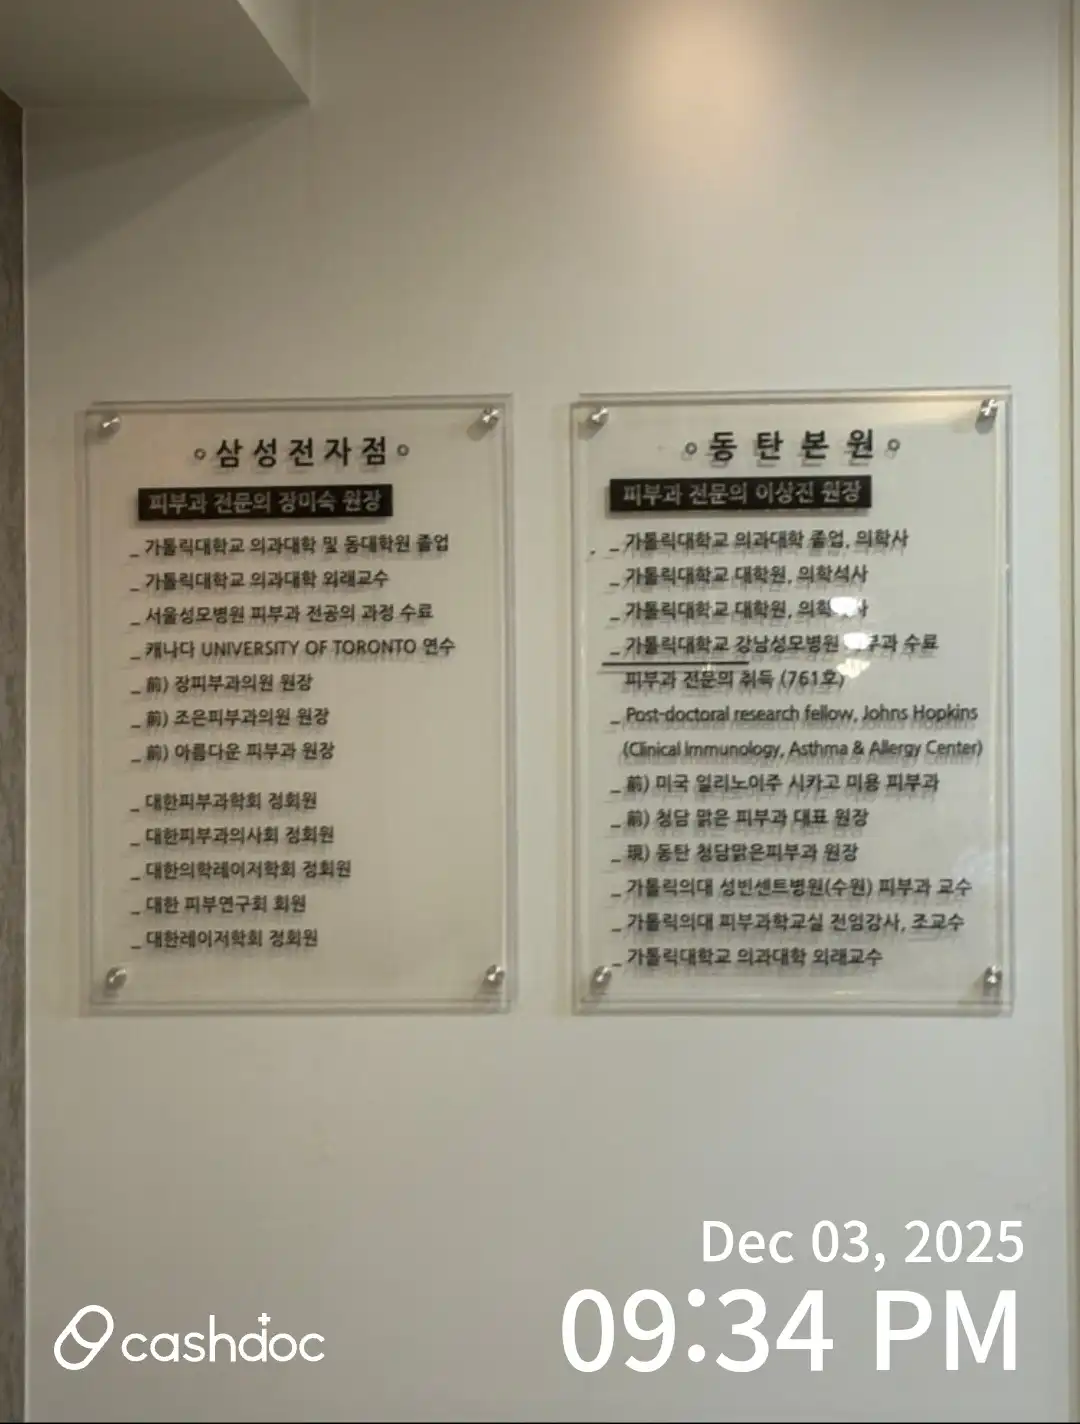 삼성전자점
피부과 전문의 장미숙 원장
_ 가톨릭대학교 의과대학 및 동대학원 졸업
_ 가톨릭대학교 의과대학 외래교수
_ 서울성모병원 피부과 전공의 과정 수료
_ 캐나다 UNIVERSITY OF TORONTO 연수
_ 前) 장피부과의원 원장
_ 前) 조은피부과의원 원장
_ 前) 아름다운 피부과 원장
_ 대한피부과학회 정회원
_ 대한피부과의사회 정회원
_ 대한의학레이저학회 정회원
_ 대한 피부연구회 회원
_ 대한레이저학회 정회원
동탄본원
피부과 전문의 이상진 원장
_ 가톨릭대학교 의과대학 졸업, 의학사
_ 가톨릭대학교 대학원, 의학석사
_ 가톨릭대학교 대학원,
_ 가톨릭대학교 강남성모병원 수료
피부과 전문의 취득 (761호)
_ Post-doctoral research fellow, Johns Hopkins
(Clinical Immunology, Asthma & Allergy Center)
_ 前) 미국 일리노이주 시카고 미용 피부과
_ 前) 청담 맑은 피부과 대표 원장
_ 現) 동탄 청담맑은피부과 원장
_ 가톨릭의대 성빈센트병원(수원) 피부과 교수
_ 가톨릭의대 피부과학교실 전임강사, 조교수
_ 가톨릭대학교 의과대학 외래교수
Dec 03, 2025
09:34 PM
cashdoc